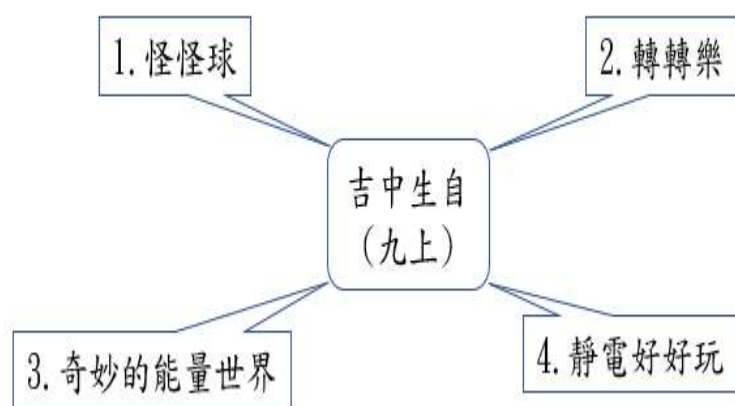 1.怪怪球
2.轉轉樂
吉中生自
（九上）
3.奇妙的能量世界
4.靜電好好玩